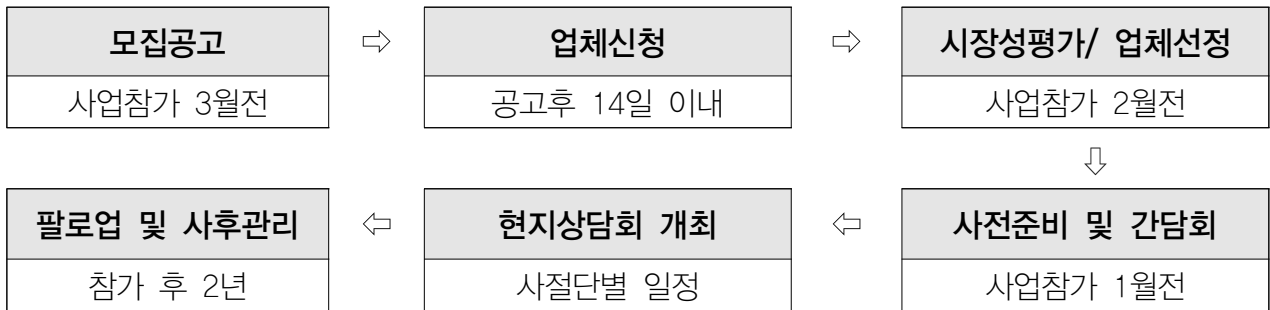 모집공고 ⇨ 업체신청 ⇨ 시장성평가/ 업체선정
사업참가 3월전 공고후 14일 이내 사업참가 2월전
⇩
팔로업 및 사후관리 ⇦ 현지상담회 개최 ⇦ 사전준비 및 간담회
참가 후 2년 사절단별 일정 사업참가 1월전